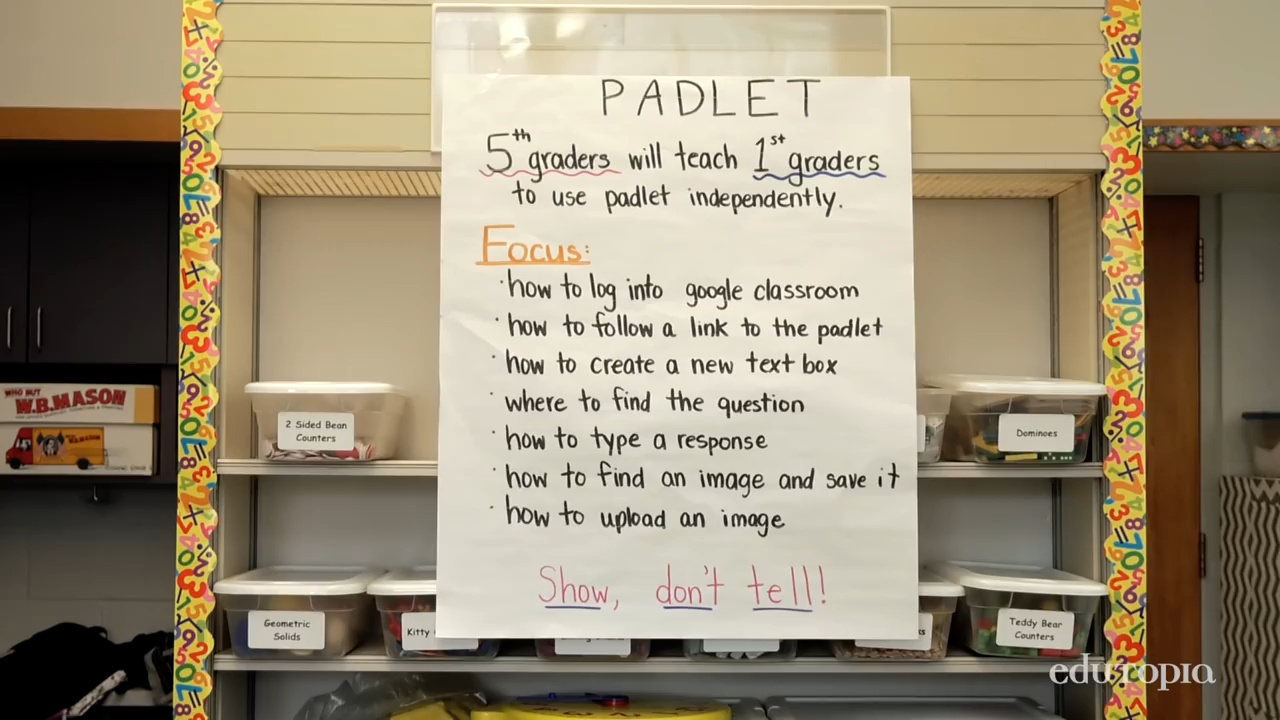 PADLET
5th graders will teach 1st graders
to use padlet independently.
Focus:
· how to log into google classroom
· how to follow a link to the padlet
· how to create a new text box
· where to find the question
· how to type a response
· how to find an image and save it
· how to upload an image
Show, don't tell!
WHO BUT
W.B. MASON
2 Sided Bean
Counters
Dominoes
Geometric
Solids
Kitty
Teddy Bear
Counters
edutopia